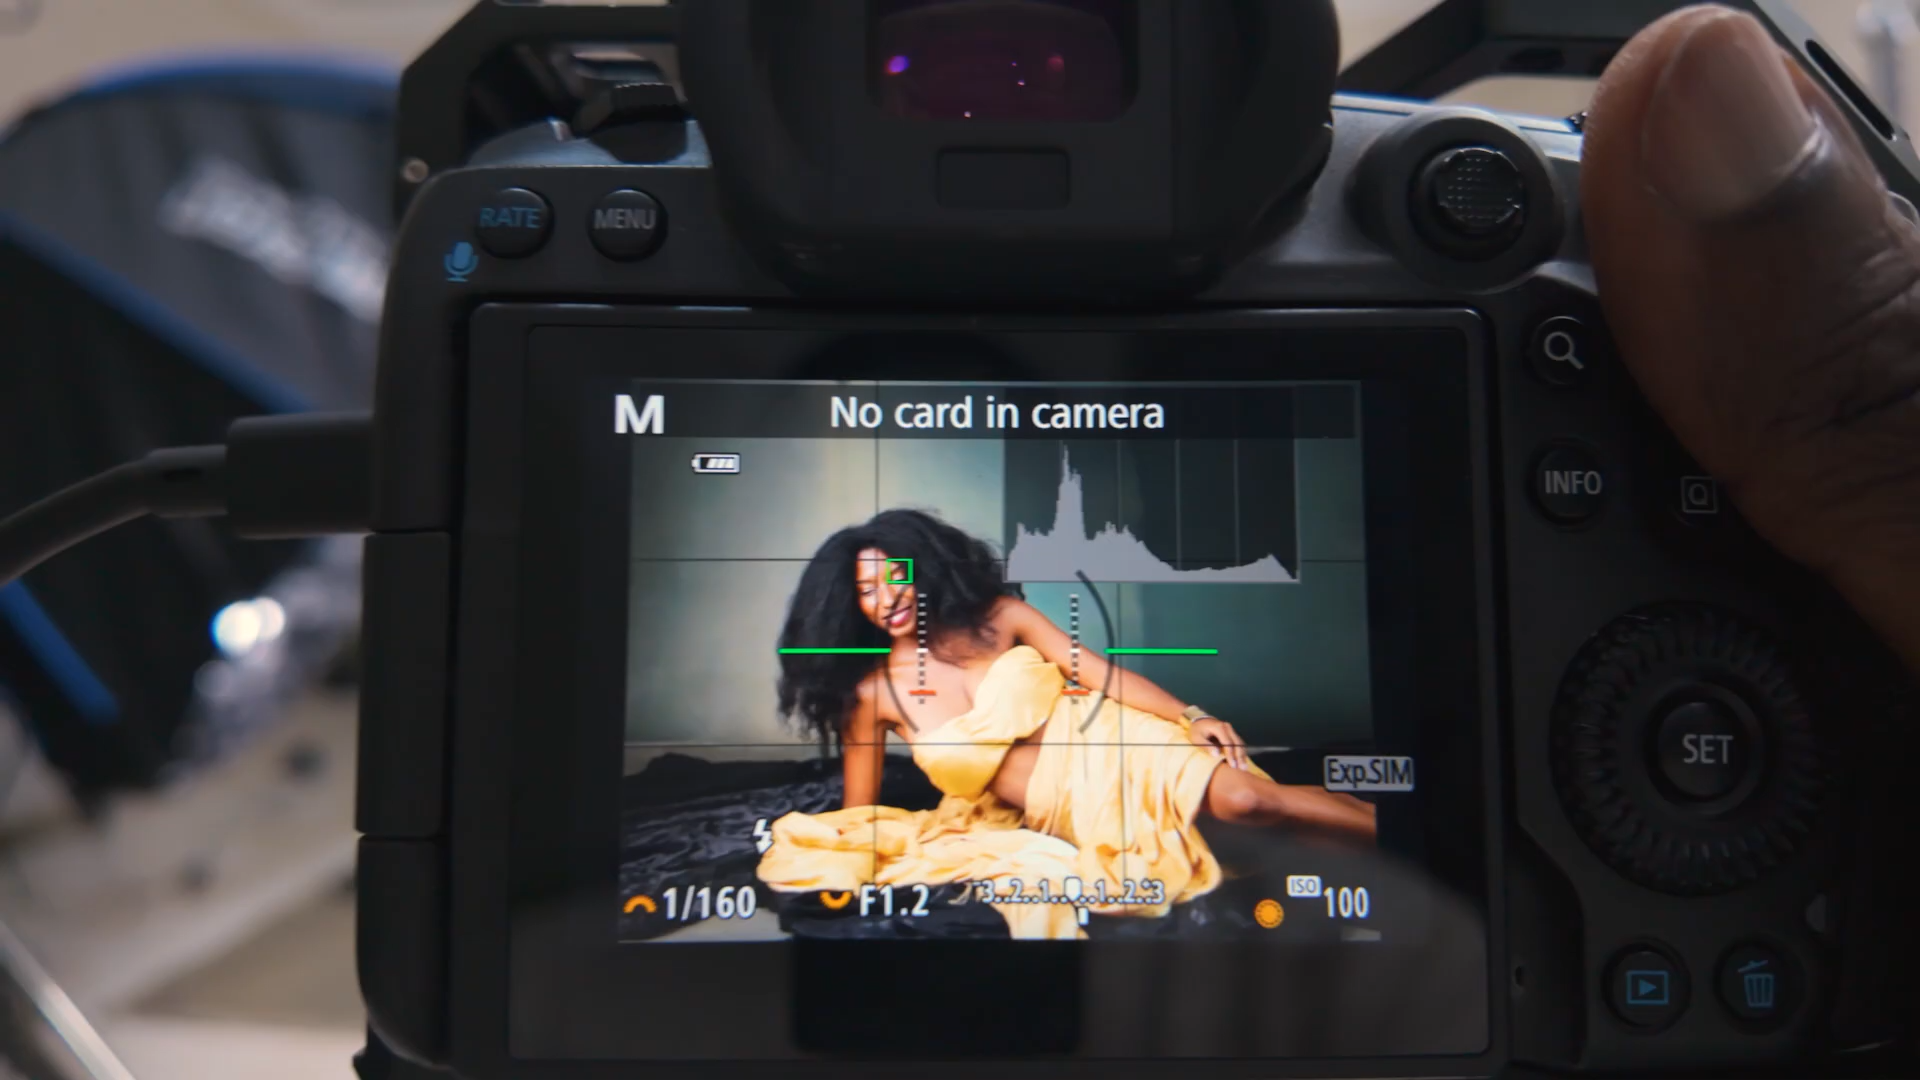 RATE
MENU
M
No card in camera
INFO
Q
SET
Exp.SIM
1/160
F1.2
3..2..1..0..1..2..3
ISO
100